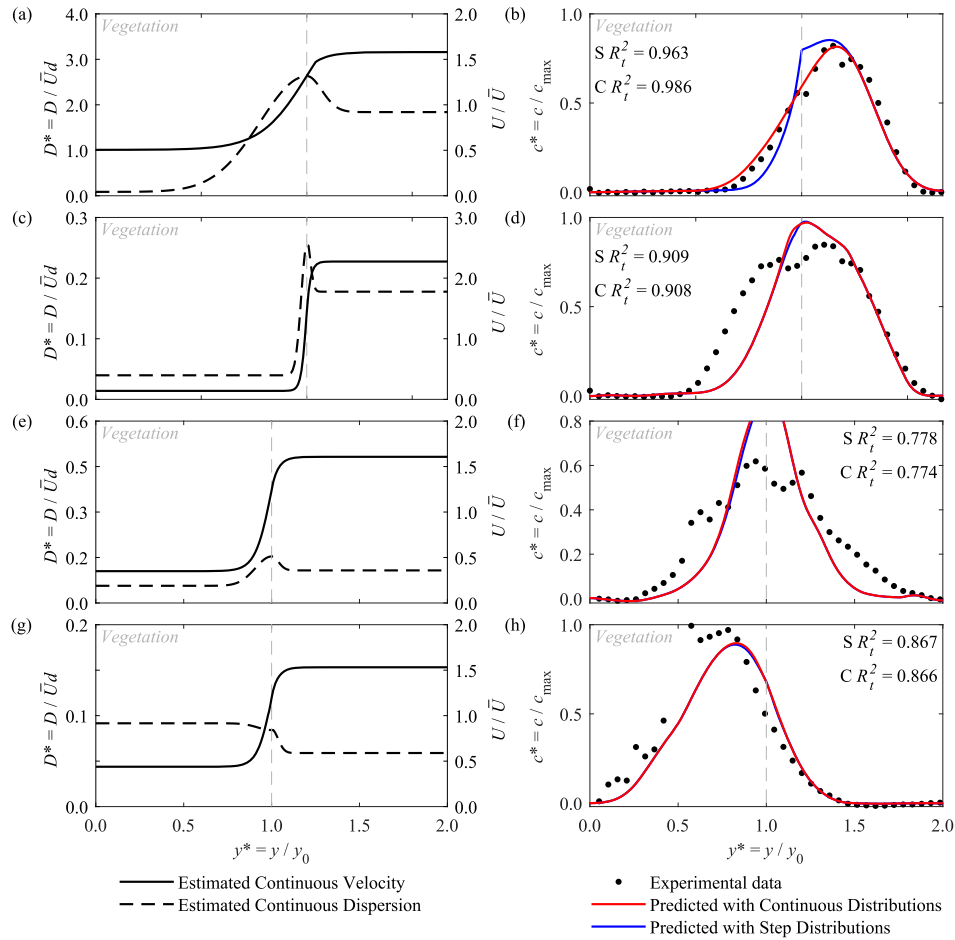 (a)
Vegetation
4.0
3.0
2.0
1.0
0.0
D* = D / Ūd
2.0
1.5
1.0
0.5
0.0
U / Ū
(b)
Vegetation
S R_t^2 = 0.963
C R_t^2 = 0.986
1.0
0.5
0.0
c* = c / c_max
(c)
Vegetation
0.3
0.2
0.1
0.0
D* = D / Ūd
3.0
2.0
1.0
0.0
U / Ū
(d)
Vegetation
S R_t^2 = 0.909
C R_t^2 = 0.908
1.0
0.5
0.0
c* = c / c_max
(e)
Vegetation
0.6
0.5
0.3
0.2
0.0
D* = D / Ūd
2.0
1.5
1.0
0.5
0.0
U / Ū
(f)
Vegetation
S R_t^2 = 0.778
C R_t^2 = 0.774
0.8
0.6
0.4
0.2
0.0
c* = c / c_max
(g)
Vegetation
0.2
0.1
0.0
D* = D / Ūd
2.0
1.5
1.0
0.5
0.0
U / Ū
0.0 0.5 1.0 1.5 2.0
y* = y / y_0
(h)
Vegetation
S R_t^2 = 0.867
C R_t^2 = 0.866
1.0
0.5
0.0
c* = c / c_max
0.0 0.5 1.0 1.5 2.0
y* = y / y_0
Estimated Continuous Velocity
Estimated Continuous Dispersion
Experimental data
Predicted with Continuous Distributions
Predicted with Step Distributions